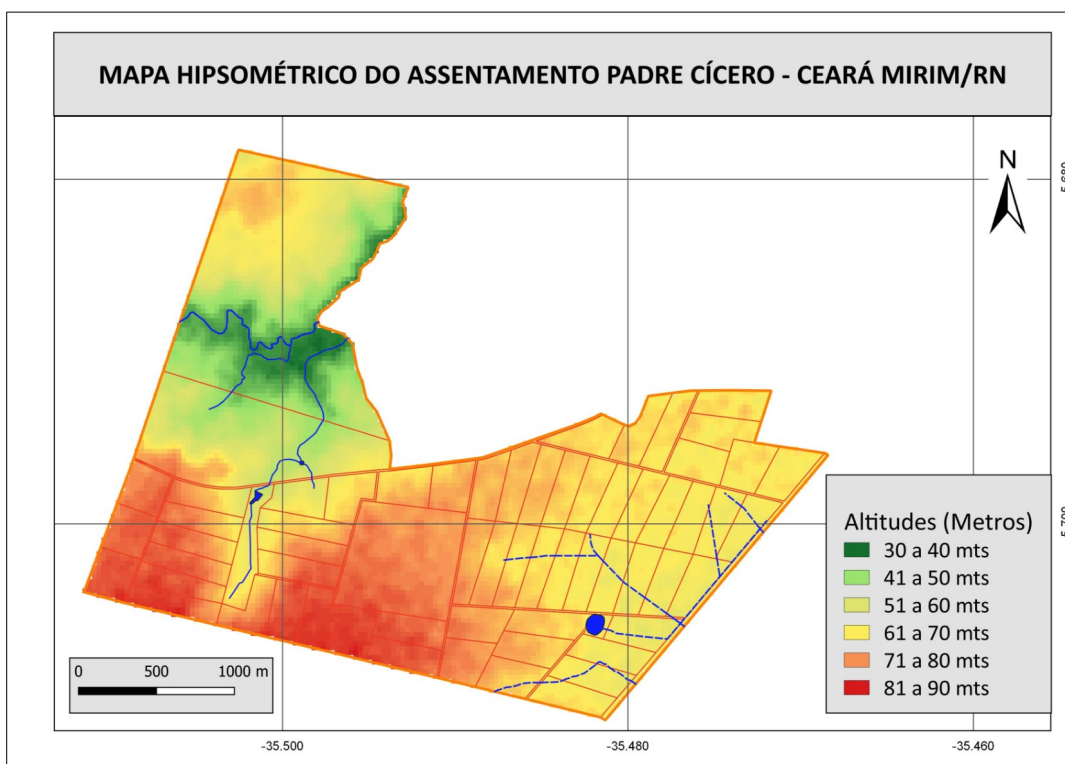 MAPA HIPSOMÉTRICO DO ASSENTAMENTO PADRE CÍCERO - CEARÁ MIRIM/RN
N
Altitudes (Metros)
30 a 40 mts
41 a 50 mts
51 a 60 mts
61 a 70 mts
71 a 80 mts
81 a 90 mts
0 500 1000 m
-35.500 -35.480 -35.460